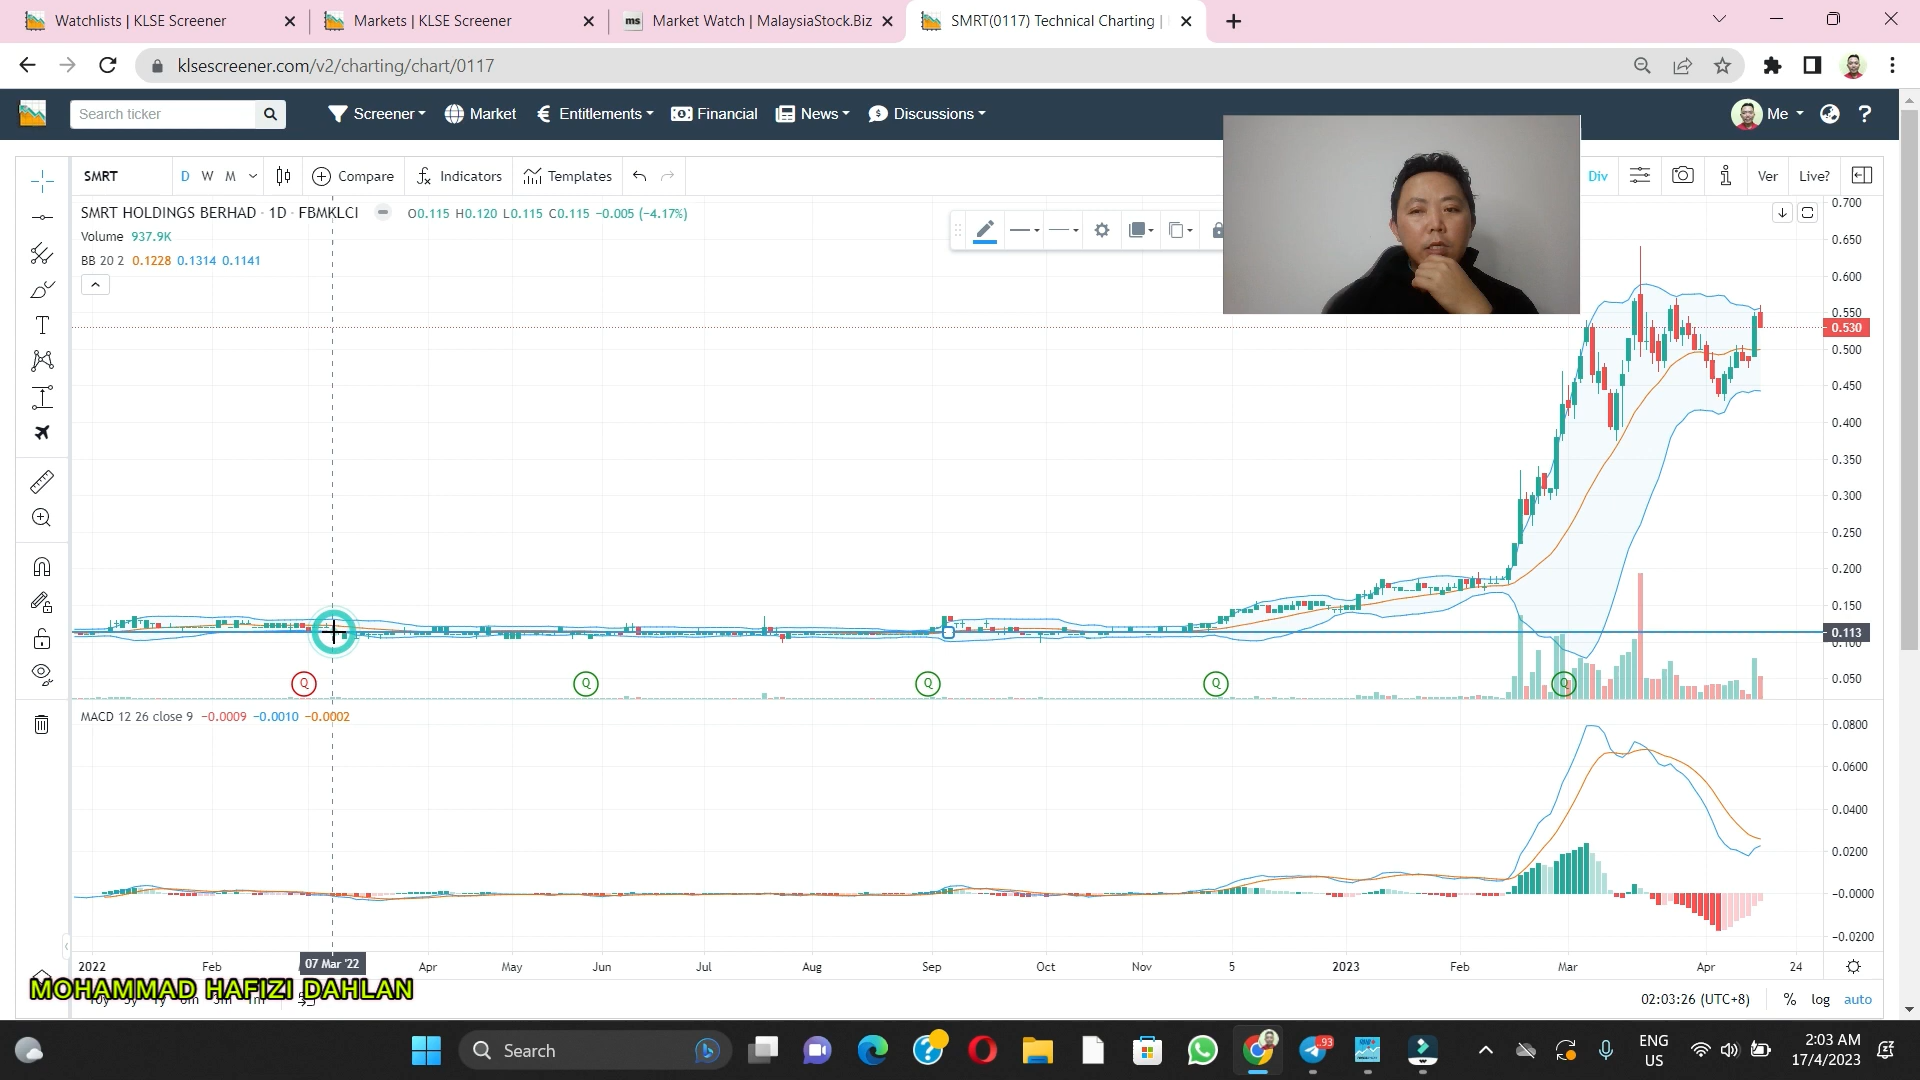 Watchlists | KLSE Screener
Markets | KLSE Screener
ms Market Watch | MalaysiaStock.Biz
SMRT(0117) Technical Charting |
klsescreener.com/v2/charting/chart/0117
Search ticker
Screener
Market
Entitlements
Financial
News
Discussions
Me
?
SMRT
D W M
Compare
Indicators
Templates
Div
Ver
Live?
SMRT HOLDINGS BERHAD · 1D · FBMKLCI
O0.115 H0.120 L0.115 C0.115 −0.005 (−4.17%)
Volume 937.9K
BB 20 2 0.1228 0.1314 0.1141
0.700
0.650
0.600
0.550
0.530
0.500
0.450
0.400
0.350
0.300
0.250
0.200
0.150
0.113
0.100
0.050
Q Q Q Q Q
MACD 12 26 close 9 −0.0009 −0.0010 −0.0002
0.0800
0.0600
0.0400
0.0200
−0.0000
−0.0200
2022 Feb 07 Mar '22 Apr May Jun Jul Aug Sep Oct Nov 5 2023 Feb Mar Apr 24
MOHAMMAD HAFIZI DAHLAN
02:03:26 (UTC+8)
% log auto
Search
93
ENG
US
2:03 AM
17/4/2023